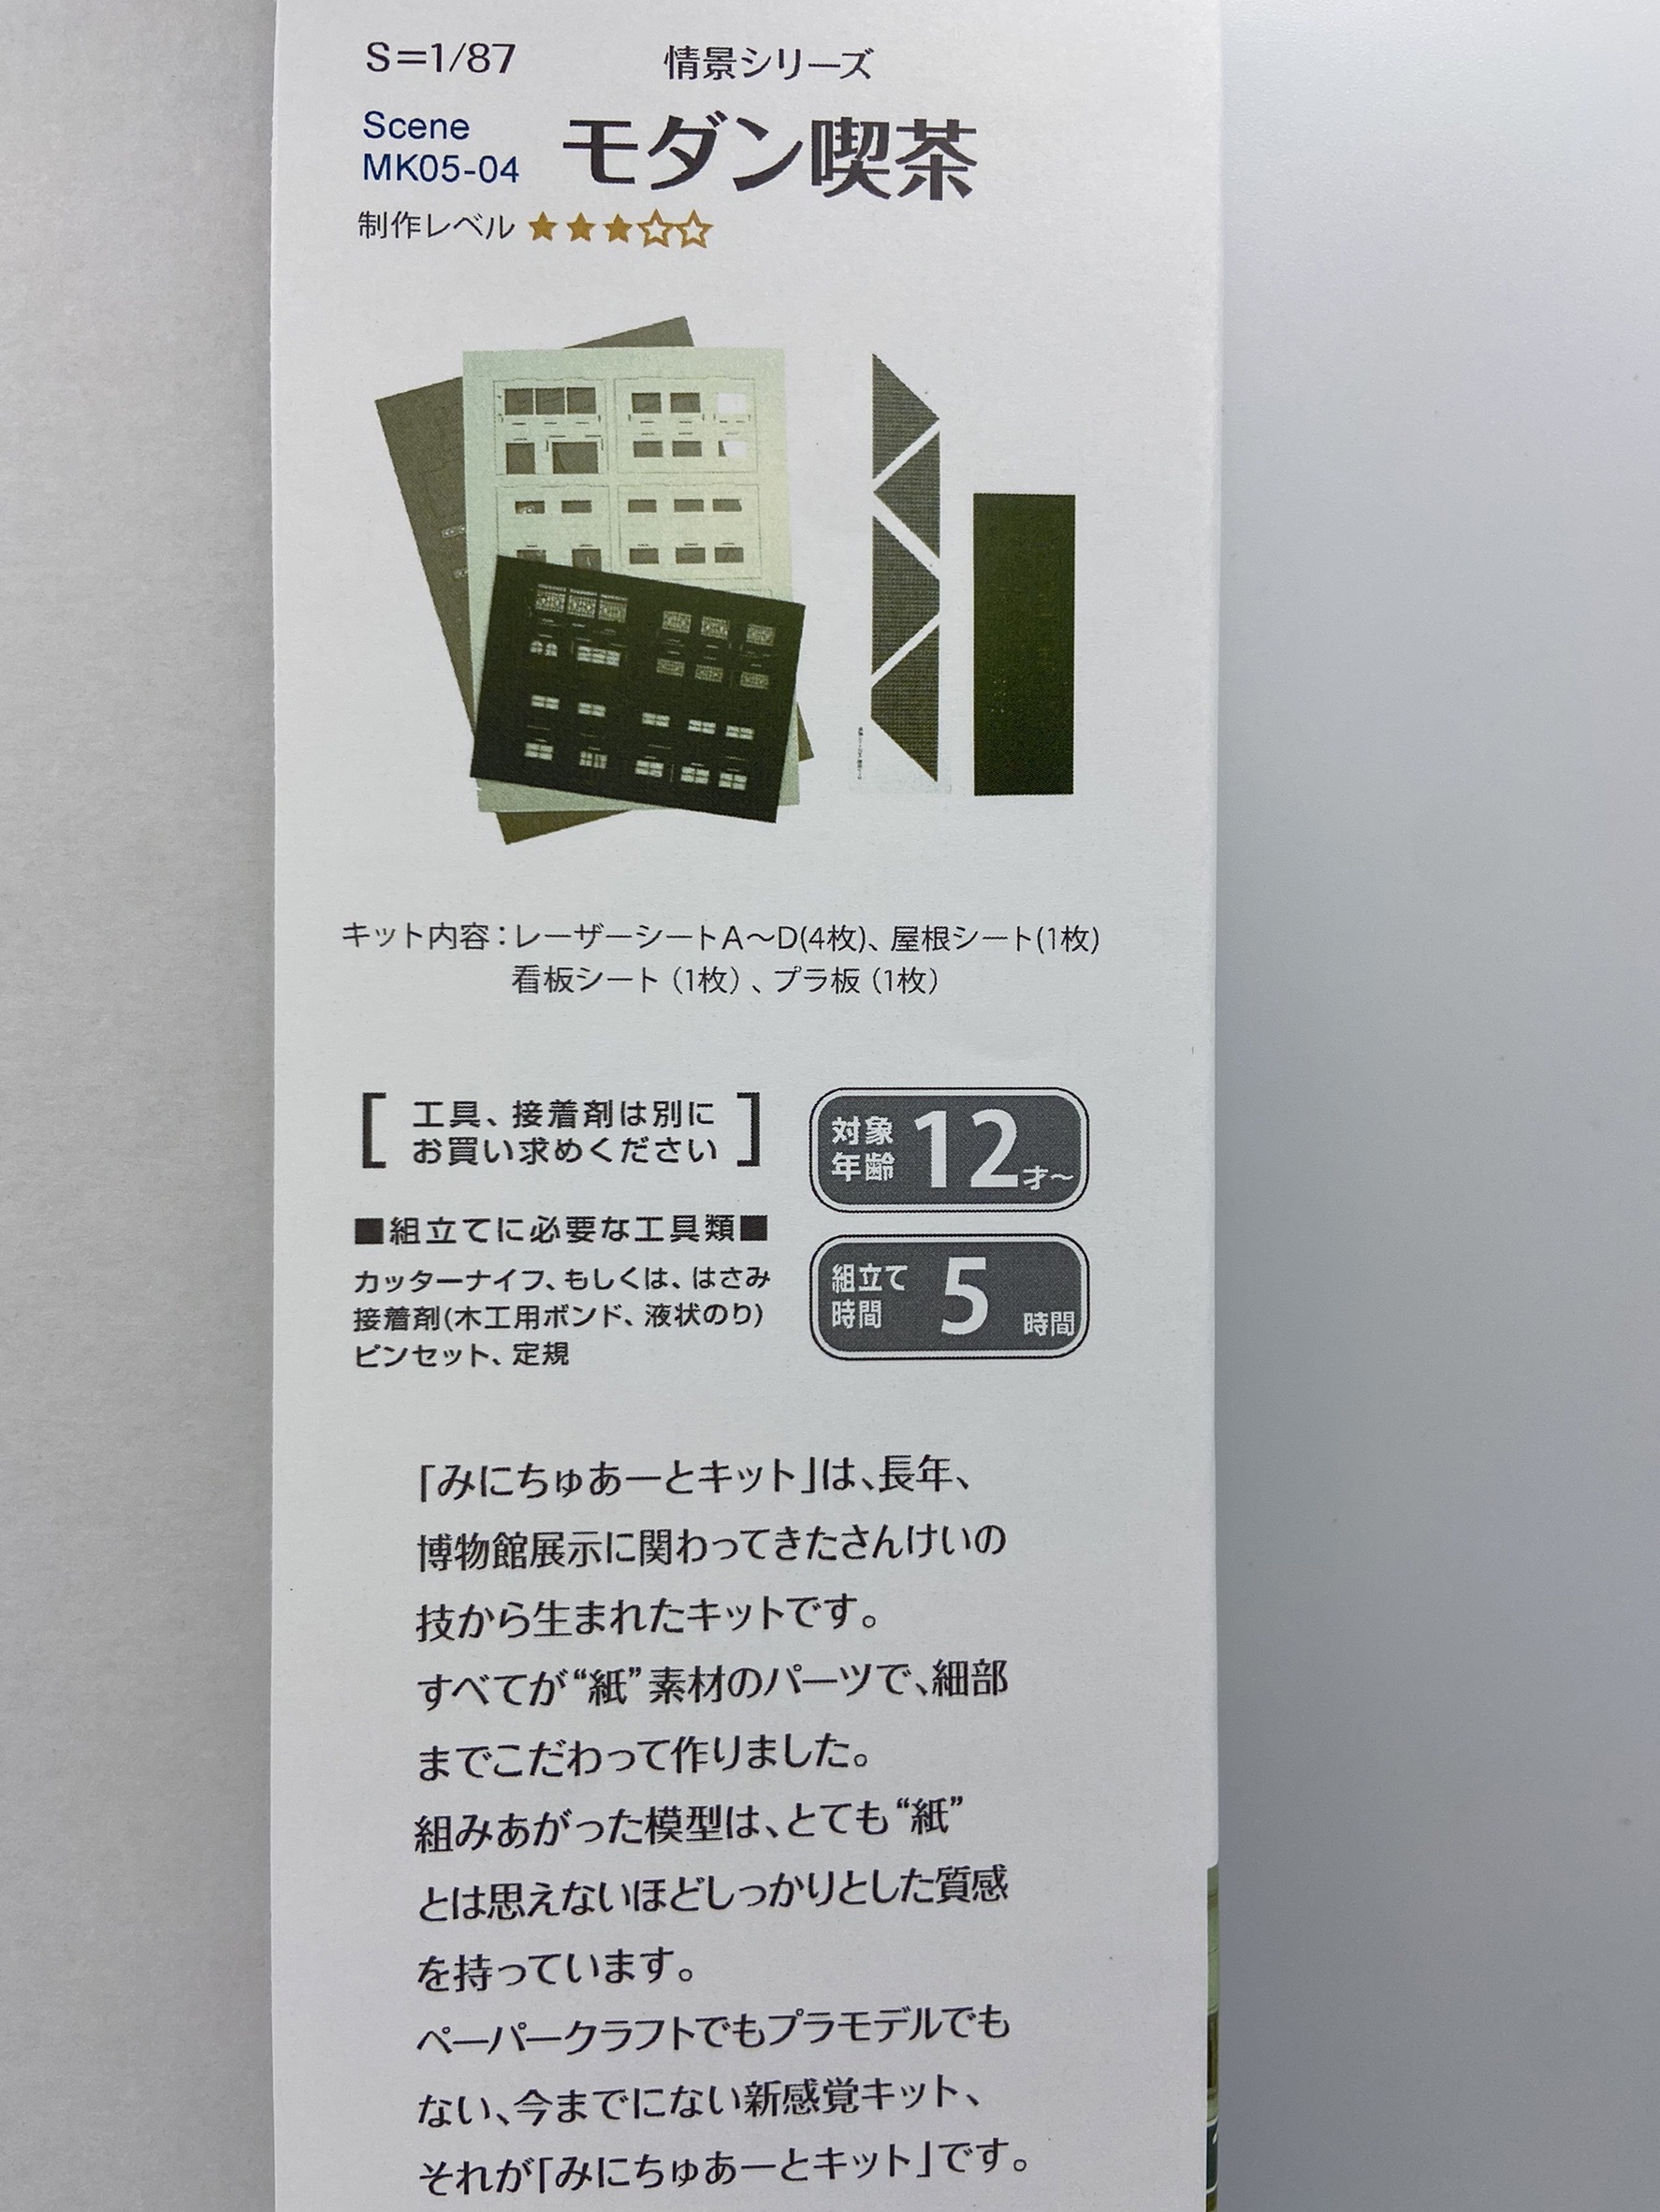 S=1/87
情景シリーズ
Scene
MK05-04
モダン喫茶
制作レベル ★★★☆☆
キット内容：レーザーシートA〜D(4枚)、屋根シート(1枚)
看板シート（1枚）、プラ板（1枚）
[ 工具、接着剤は別に
お買い求めください ]
■組立てに必要な工具類■
カッターナイフ、もしくは、はさみ
接着剤(木工用ボンド、液状のり)
ピンセット、定規
対象
年齢 12才〜
組立て
時間 5 時間
「みにちゅあーとキット」は、長年、
博物館展示に関わってきたさんけいの
技から生まれたキットです。
すべてが“紙”素材のパーツで、細部
までこだわって作りました。
組みあがった模型は、とても“紙”
とは思えないほどしっかりとした質感
を持っています。
ペーパークラフトでもプラモデルでも
ない、今までにない新感覚キット、
それが「みにちゅあーとキット」です。